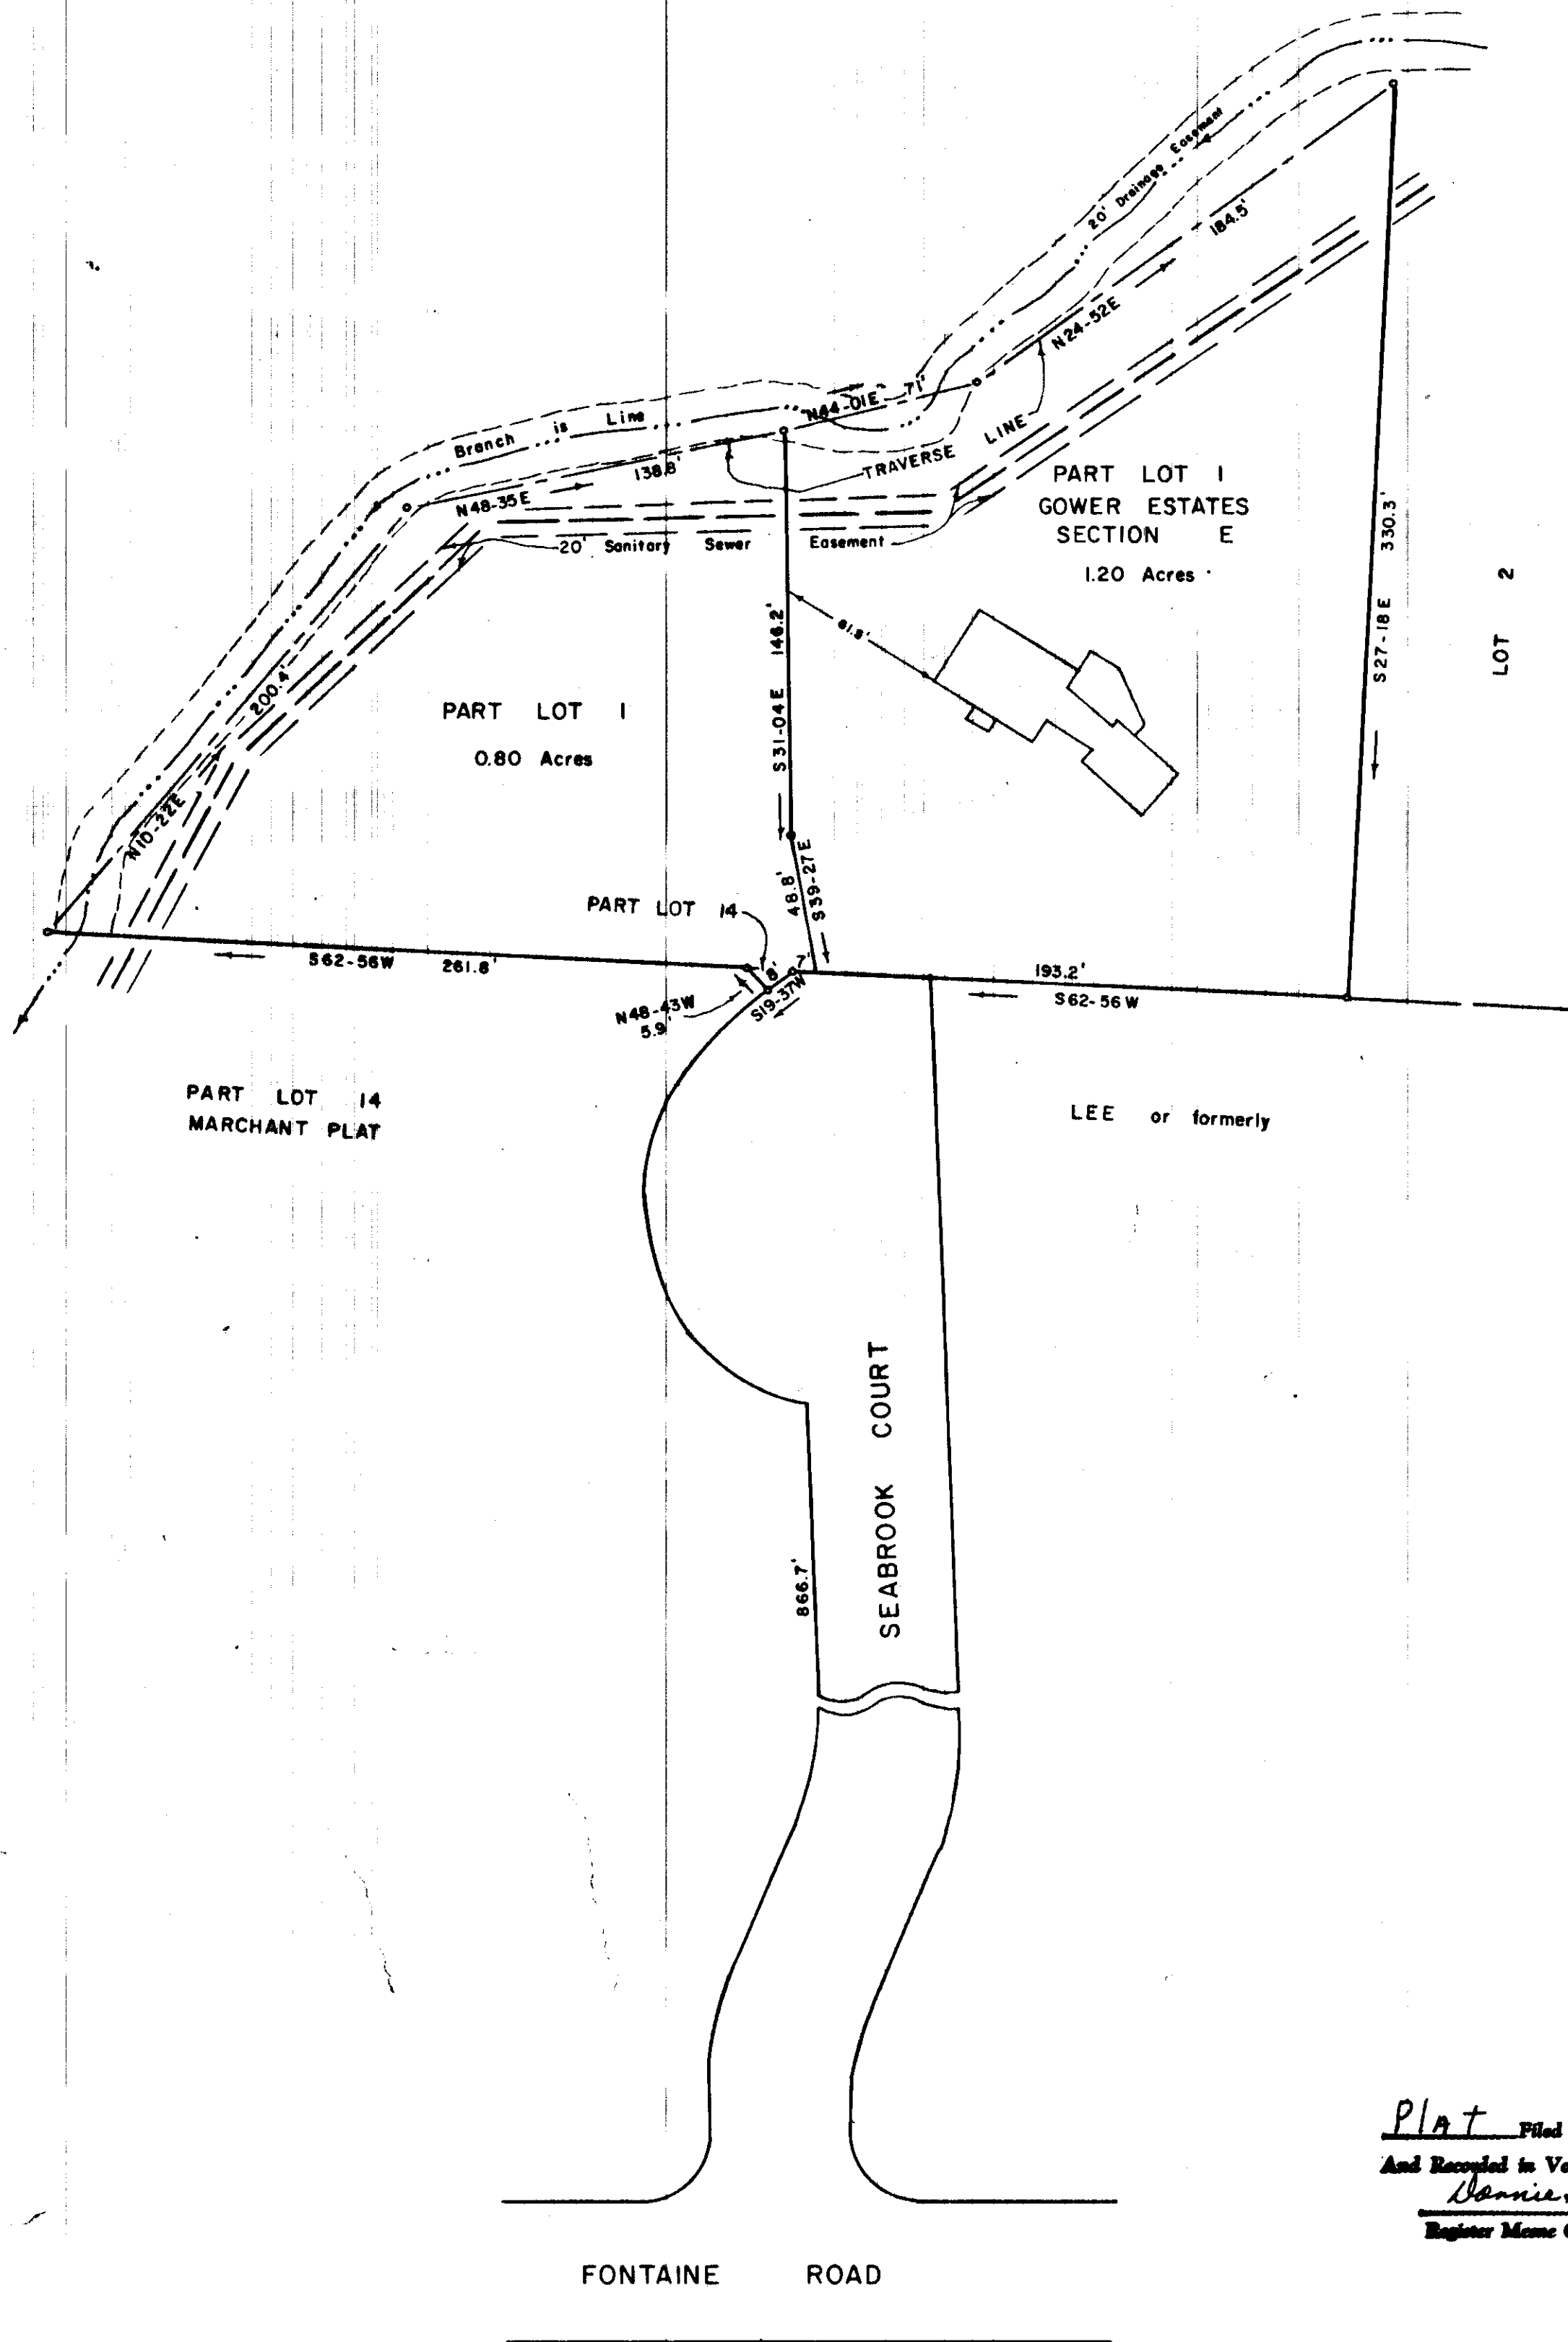 20' Drainage Easement
184.5'
N24-52E
N44-01E 71'
Branch is Line
138.8'
N48-35E
TRAVERSE LINE
20' Sanitary Sewer Easement
PART LOT 1
GOWER ESTATES
SECTION E
1.20 Acres
S27-18E 330.3'
LOT 2
S31-04E 146.2'
61.8'
200.4'
N10-22E
PART LOT 1
0.80 Acres
48.8'
S39-27E
PART LOT 14
S62-56W 261.8'
8'
7'
S19-37W
N48-43W
5.9'
193.2'
S62-56W
PART LOT 14
MARCHANT PLAT
LEE or formerly
SEABROOK COURT
866.7'
FONTAINE ROAD
PLAT Filed
And Recorded in
Donnie
Register Mesne